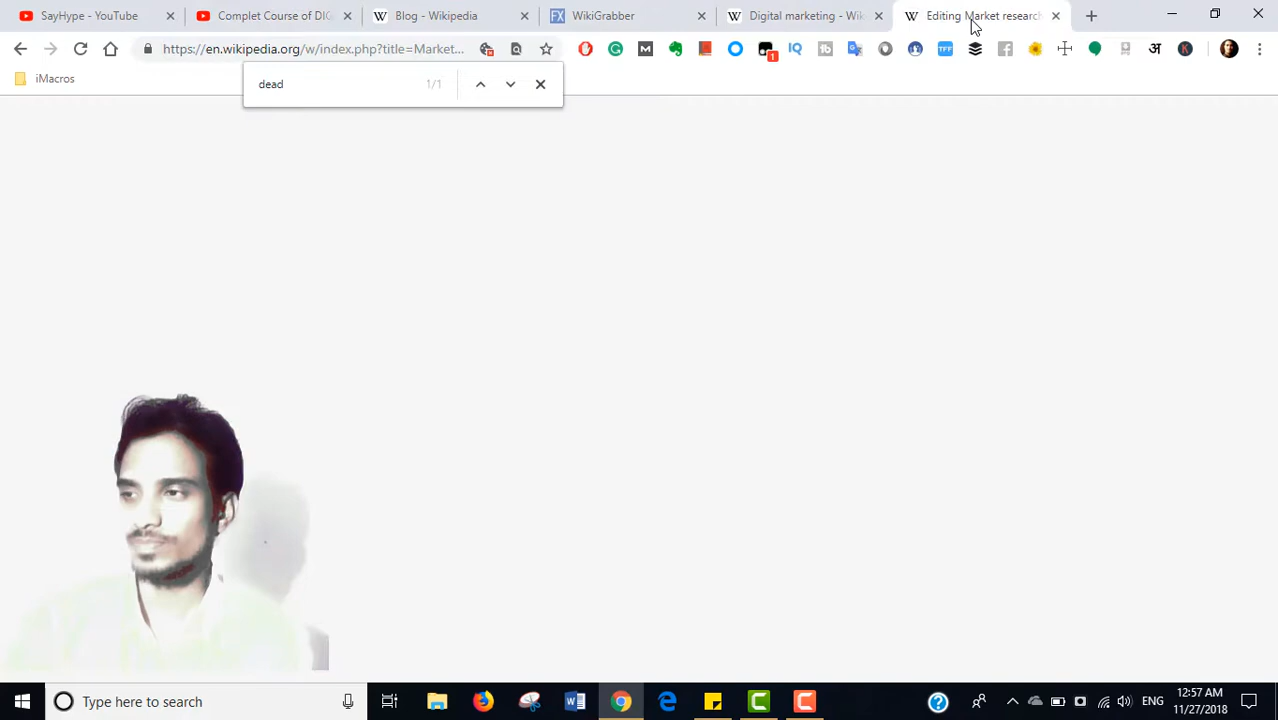 SayHype - YouTube
Complet Course of DIG
Blog - Wikipedia
WikiGrabber
Digital marketing - Wik
Editing Market research
https://en.wikipedia.org/w/index.php?title=Market...
1
iMacros
dead
1/1
Type here to search
ENG
12:57 AM
11/27/2018